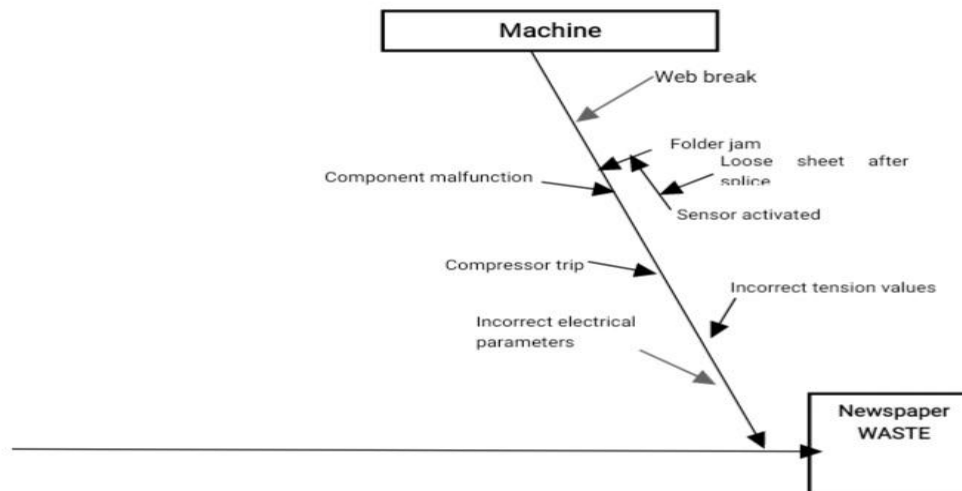 Machine
Web break
Folder jam
Loose sheet after
splice
Component malfunction
Sensor activated
Compressor trip
Incorrect tension values
Incorrect electrical
parameters
Newspaper
WASTE